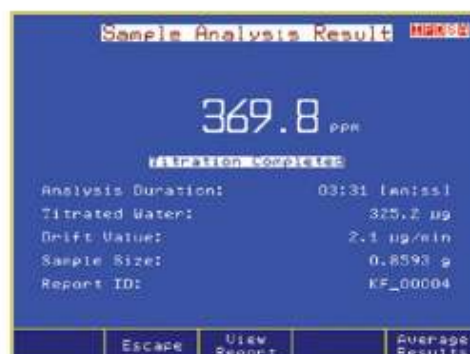 Sample Analysis Result
369.8 ppm
Titration Completed
Analysis Duration: 03:31 [mn:ss]
Titrated Water: 325.2 µg
Drift Value: 2.1 µg/min
Sample Size: 0.8593 g
Report ID: KF_00004
Escape
View Report
Average Results